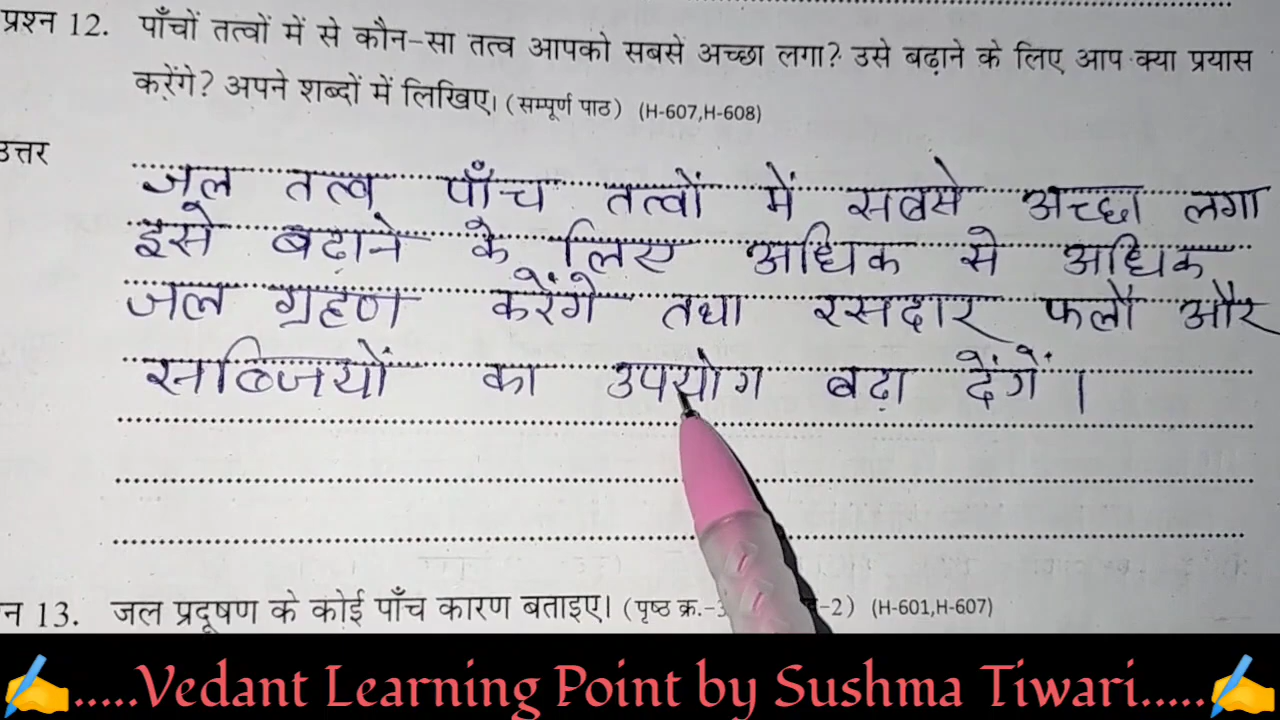 प्रश्न 12. पाँचों तत्वों में से कौन-सा तत्व आपको सबसे अच्छा लगा? उसे बढ़ाने के लिए आप क्या प्रयास
करेंगे? अपने शब्दों में लिखिए। (सम्पूर्ण पाठ) (H-607,H-608)
उत्तर
जल तत्व पाँच तत्वों में सबसे अच्छा लगा
इसे बढ़ाने के लिए अधिक से अधिक
जल ग्रहण करेंगे तथा रसदार फलों और
सब्जियों का उपयोग बढ़ा देंगें।
न 13. जल प्रदूषण के कोई पाँच कारण बताइए। (पृष्ठ क्र.-3 -2) (H-601,H-607)
✍️.....Vedant Learning Point by Sushma Tiwari.....✍️